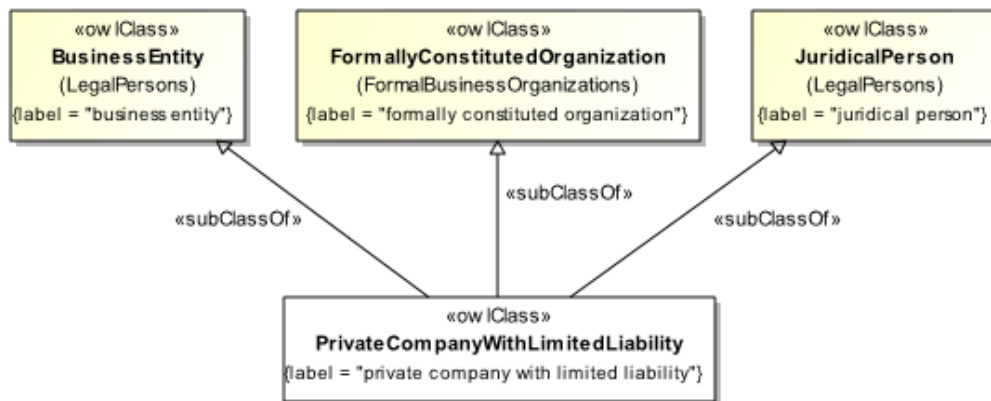 «owlClass»
BusinessEntity
(LegalPersons)
{label = "business entity"}
«owlClass»
FormallyConstitutedOrganization
(FormalBusinessOrganizations)
{label = "formally constituted organization"}
«owlClass»
JuridicalPerson
(LegalPersons)
{label = "juridical person"}
«subClassOf»
«subClassOf»
«subClassOf»
«owlClass»
PrivateCompanyWithLimitedLiability
{label = "private company with limited liability"}